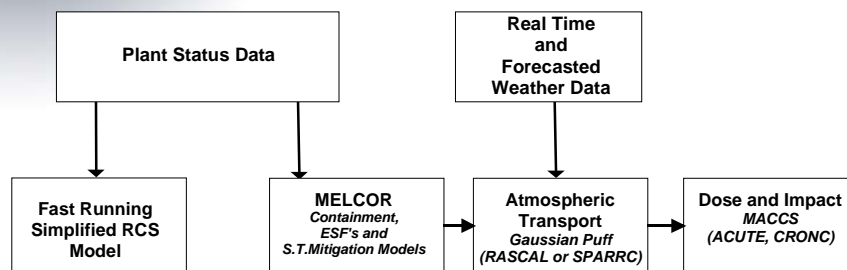 Plant Status Data
Real Time
and
Forecasted
Weather Data
Fast Running
Simplified RCS
Model
MELCOR
Containment,
ESF's and
S.T.Mitigation Models
Atmospheric
Transport
Gaussian Puff
(RASCAL or SPARRC)
Dose and Impact
MACCS
(ACUTE, CRONC)